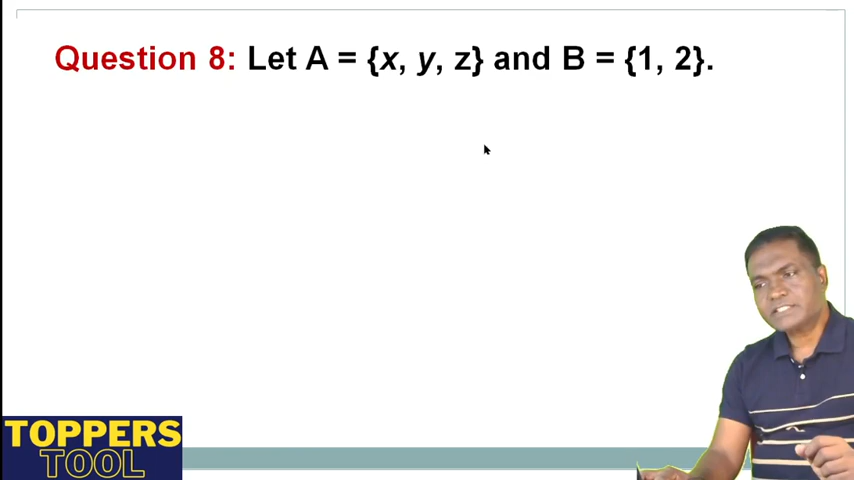 Question 8: Let A = {x, y, z} and B = {1, 2}.
TOPPERS
TOOL